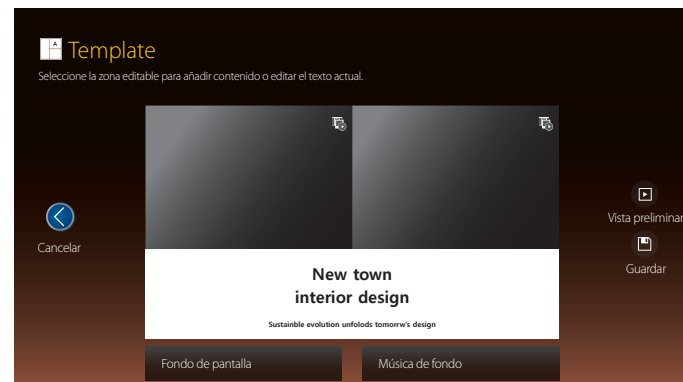 A
Template
Seleccione la zona editable para añadir contenido o editar el texto actual.
Cancelar
Vista preliminar
Guardar
New town
interior design
Sustainble evolution unfolods tomorrw's design
Fondo de pantalla
Música de fondo